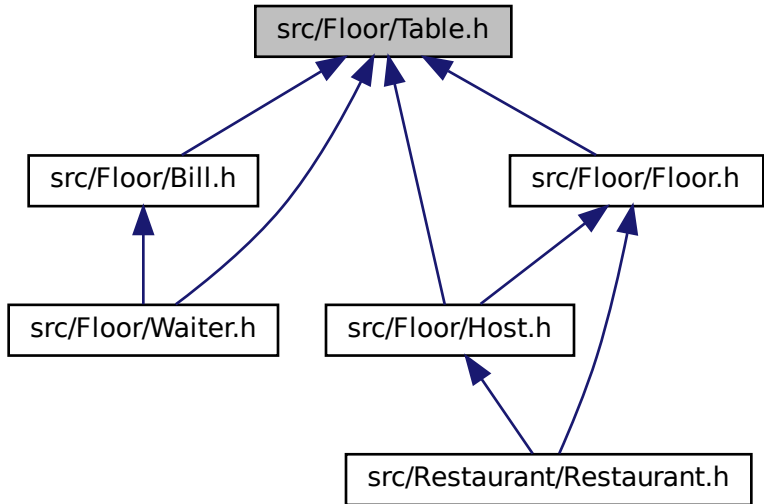 src/Floor/Table.h
src/Floor/Bill.h
src/Floor/Floor.h
src/Floor/Waiter.h
src/Floor/Host.h
src/Restaurant/Restaurant.h